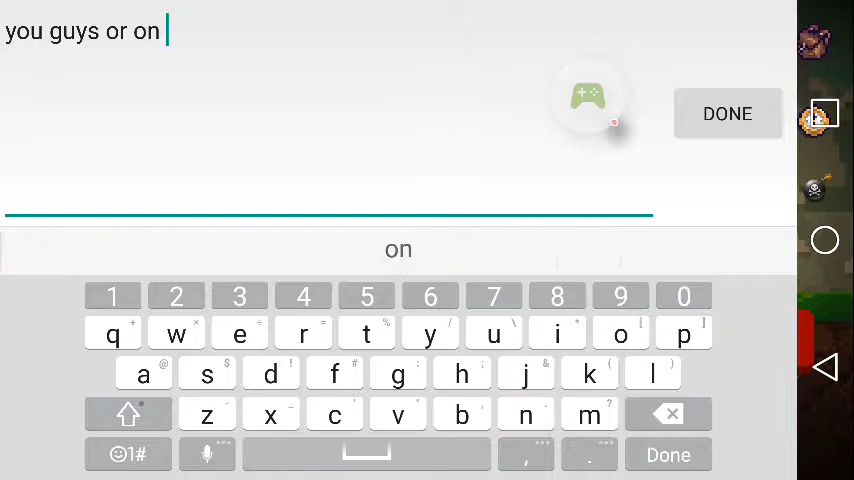 you guys or on
DONE
on
1 2 3 4 5 6 7 8 9 0
q + w × e ÷ r = t % y / u \ i * o [ p ]
a @ s $ d ! f # g : h ; j & k ( l )
z - x _ c ' v " b , n . m ?
1# , . Done